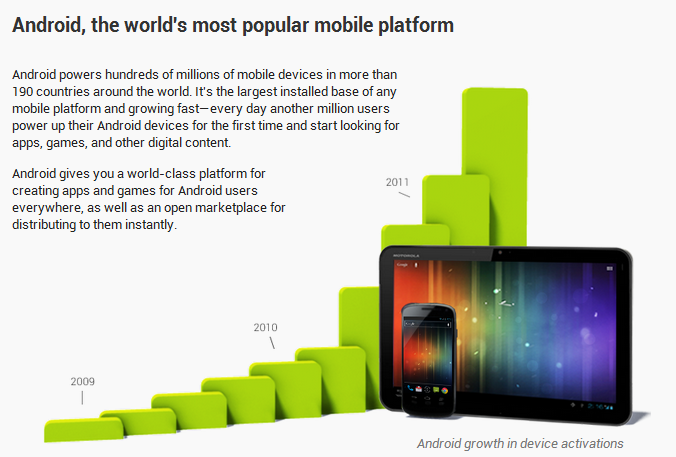 Android, the world's most popular mobile platform
Android powers hundreds of millions of mobile devices in more than
190 countries around the world. It's the largest installed base of any
mobile platform and growing fast—every day another million users
power up their Android devices for the first time and start looking for
apps, games, and other digital content.
Android gives you a world-class platform for
creating apps and games for Android users
everywhere, as well as an open marketplace for
distributing to them instantly.
2011
2010
2009
MOTOROLA
Google
Android growth in device activations